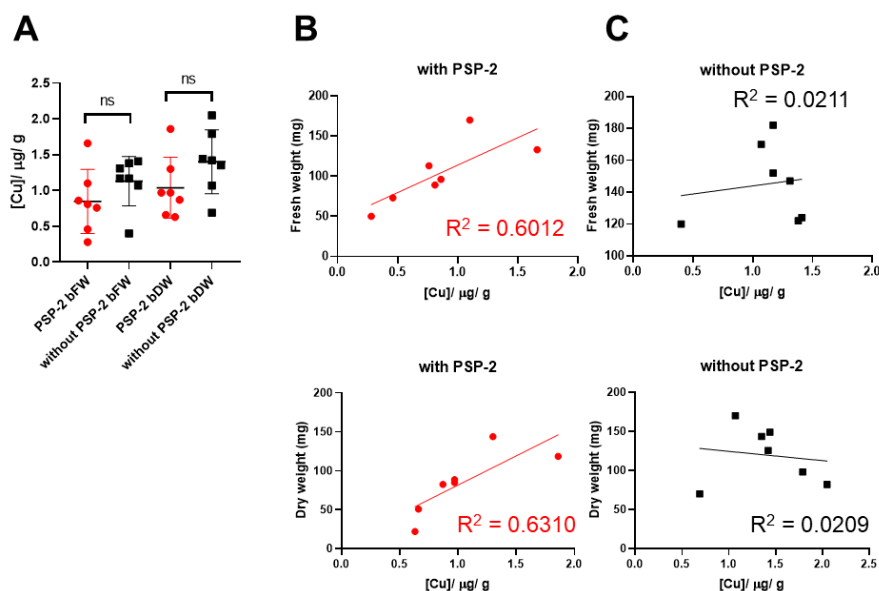 A
ns
ns
2.5
2.0
1.5
1.0
0.5
0.0
[Cu]/ μg/ g
PSP-2 bFW
without PSP-2 bFW
PSP-2 bDW
without PSP-2 bDW
B
with PSP-2
200
150
100
50
0
Fresh weight (mg)
R² = 0.6012
0.0 0.5 1.0 1.5 2.0
[Cu]/ μg/ g
with PSP-2
200
150
100
50
0
Dry weight (mg)
R² = 0.6310
0.0 0.5 1.0 1.5 2.0
[Cu]/ μg/ g
C
without PSP-2
R² = 0.0211
200
180
160
140
120
100
Fresh weight (mg)
0.0 0.5 1.0 1.5 2.0
[Cu]/ μg/ g
without PSP-2
200
150
100
50
0
Dry weight (mg)
R² = 0.0209
0.0 0.5 1.0 1.5 2.0 2.5
[Cu]/ μg/ g